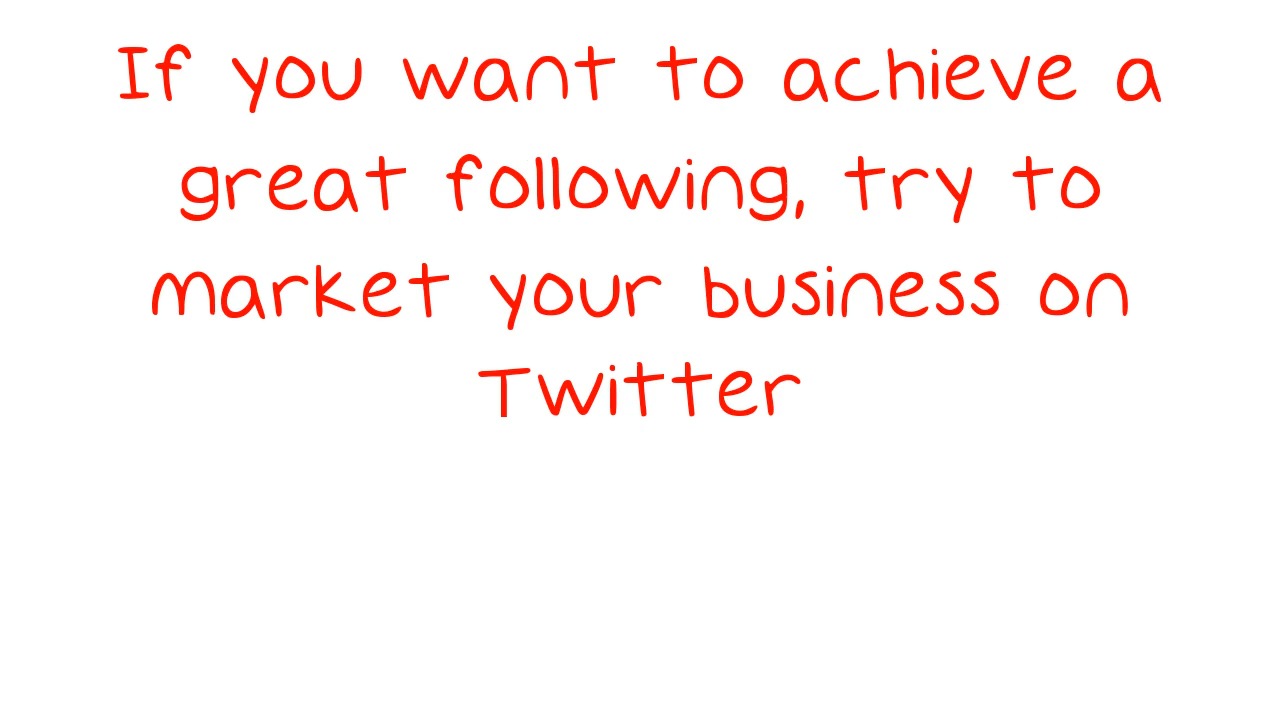 If you want to achieve a
great following, try to
market your business on
Twitter